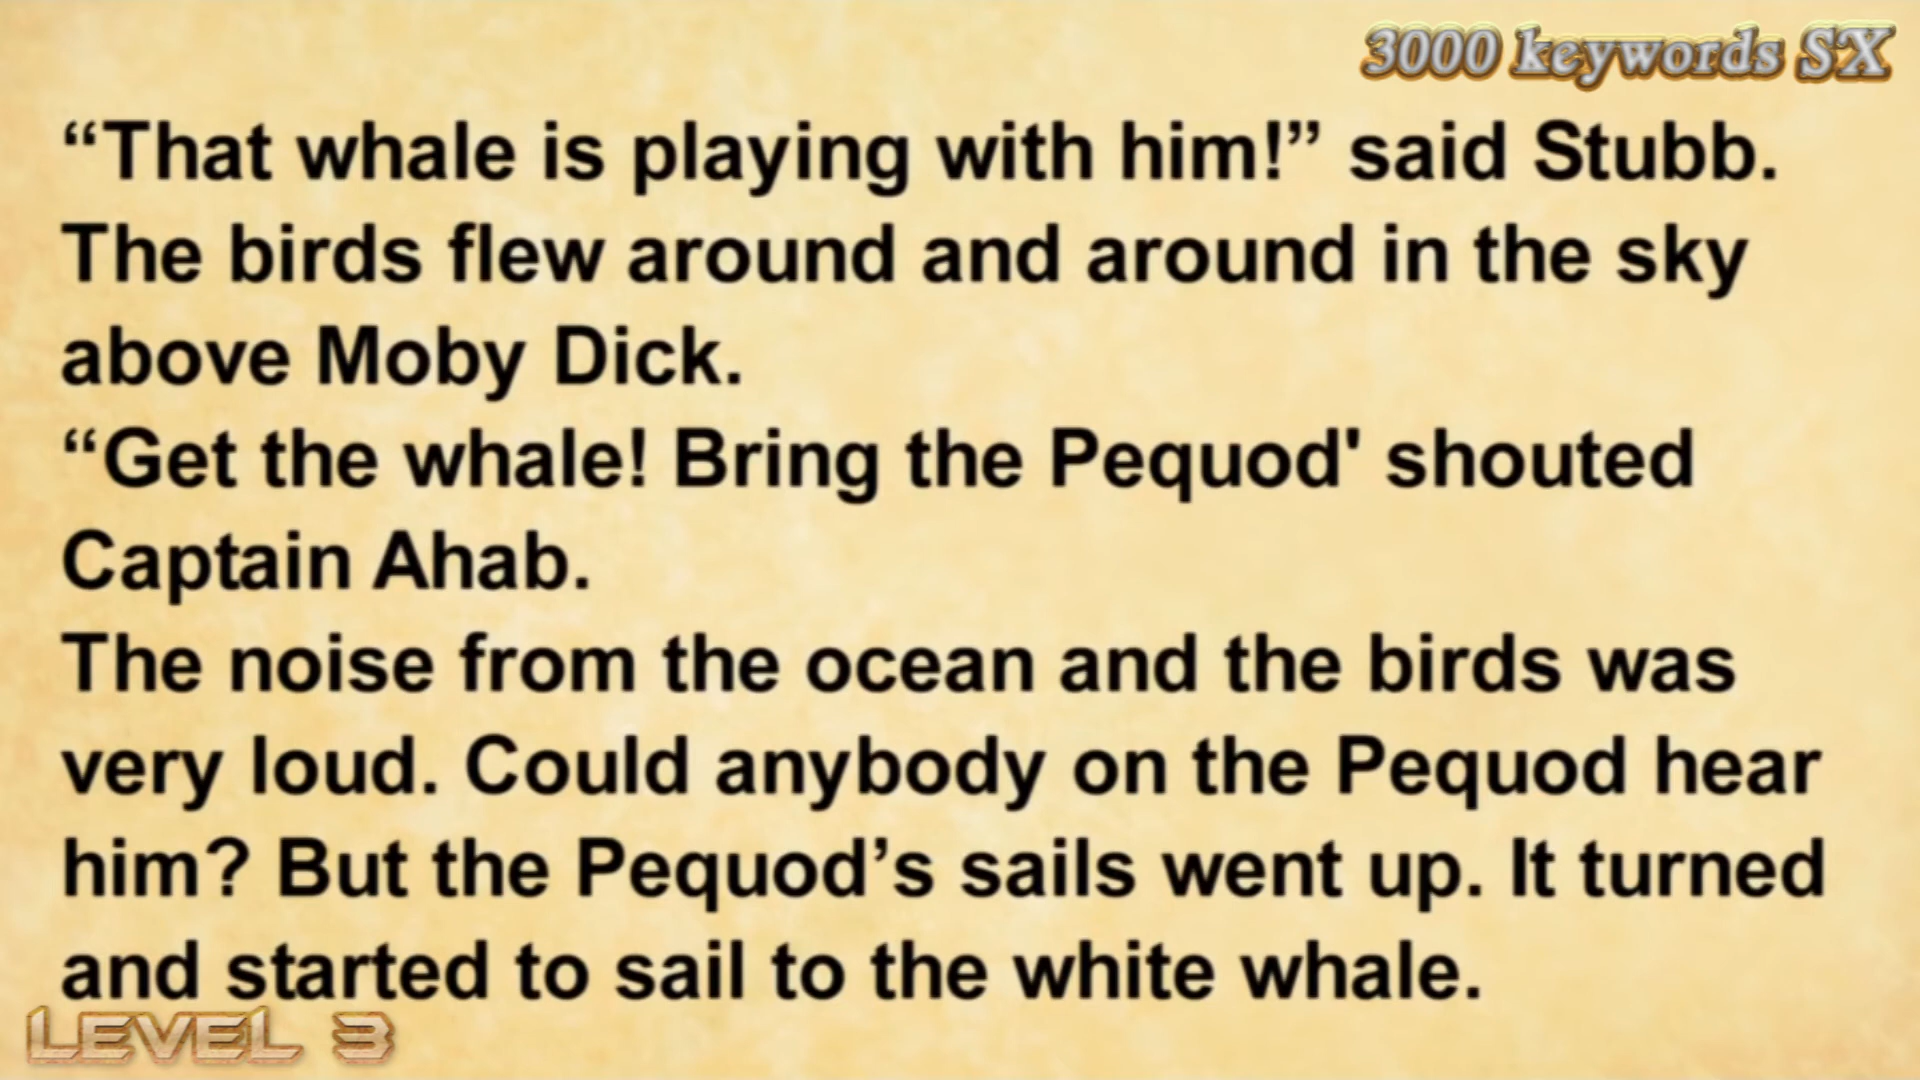 3000 keywords SX
“That whale is playing with him!” said Stubb.
The birds flew around and around in the sky
above Moby Dick.
“Get the whale! Bring the Pequod' shouted
Captain Ahab.
The noise from the ocean and the birds was
very loud. Could anybody on the Pequod hear
him? But the Pequod’s sails went up. It turned
and started to sail to the white whale.
LEVEL 3